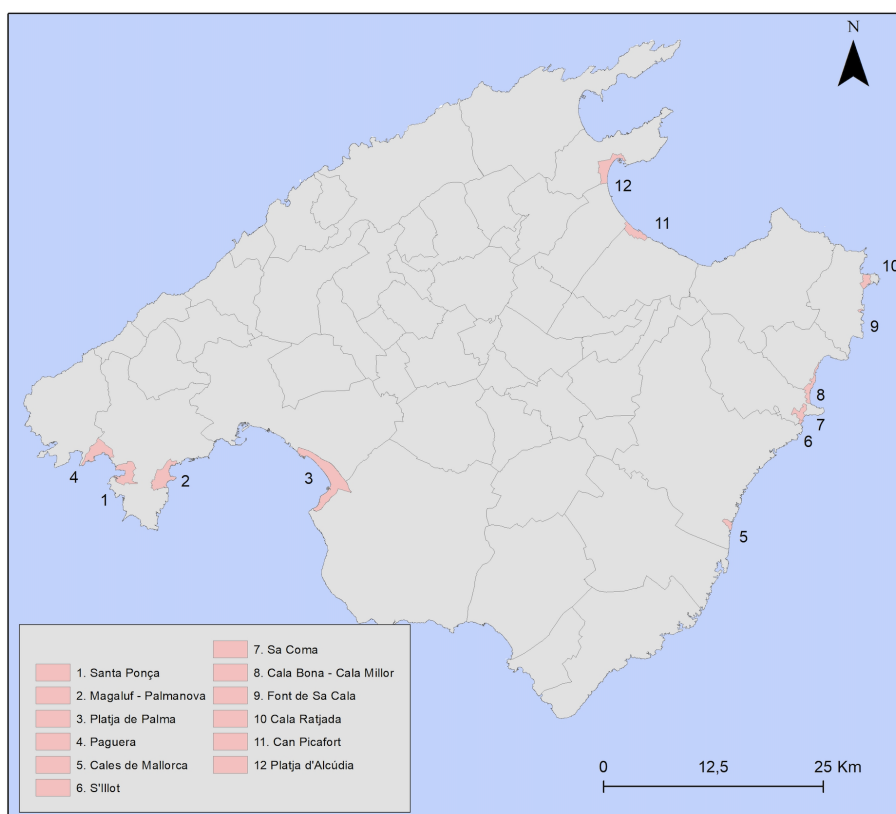 N
12
11
10
9
8
7
6
5
4
1
2
3
7. Sa Coma
1. Santa Ponça
8. Cala Bona - Cala Millor
2. Magaluf - Palmanova
9. Font de Sa Cala
3. Platja de Palma
10 Cala Ratjada
4. Paguera
11. Can Picafort
5. Cales de Mallorca
12 Platja d'Alcúdia
6. S'Illot
0 12,5 25 Km